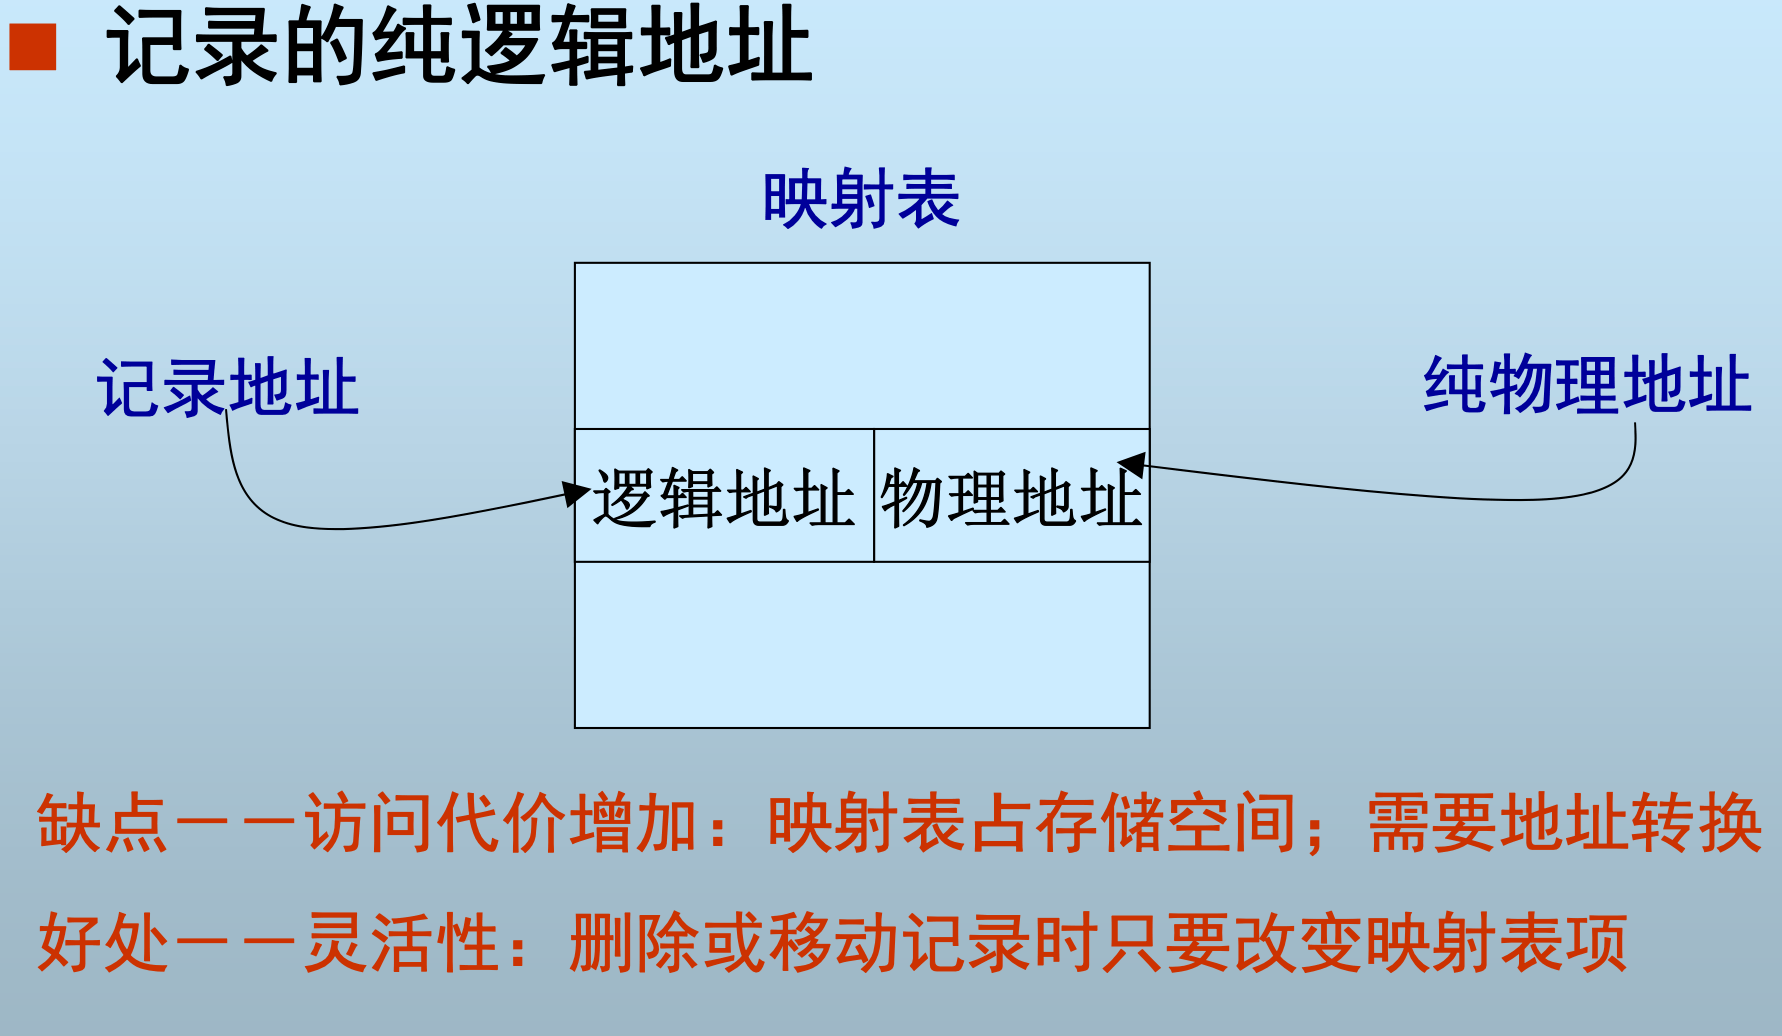 记录的纯逻辑地址
映射表
记录地址
纯物理地址
逻辑地址 物理地址
缺点——访问代价增加：映射表占存储空间；需要地址转换
好处——灵活性：删除或移动记录时只要改变映射表项